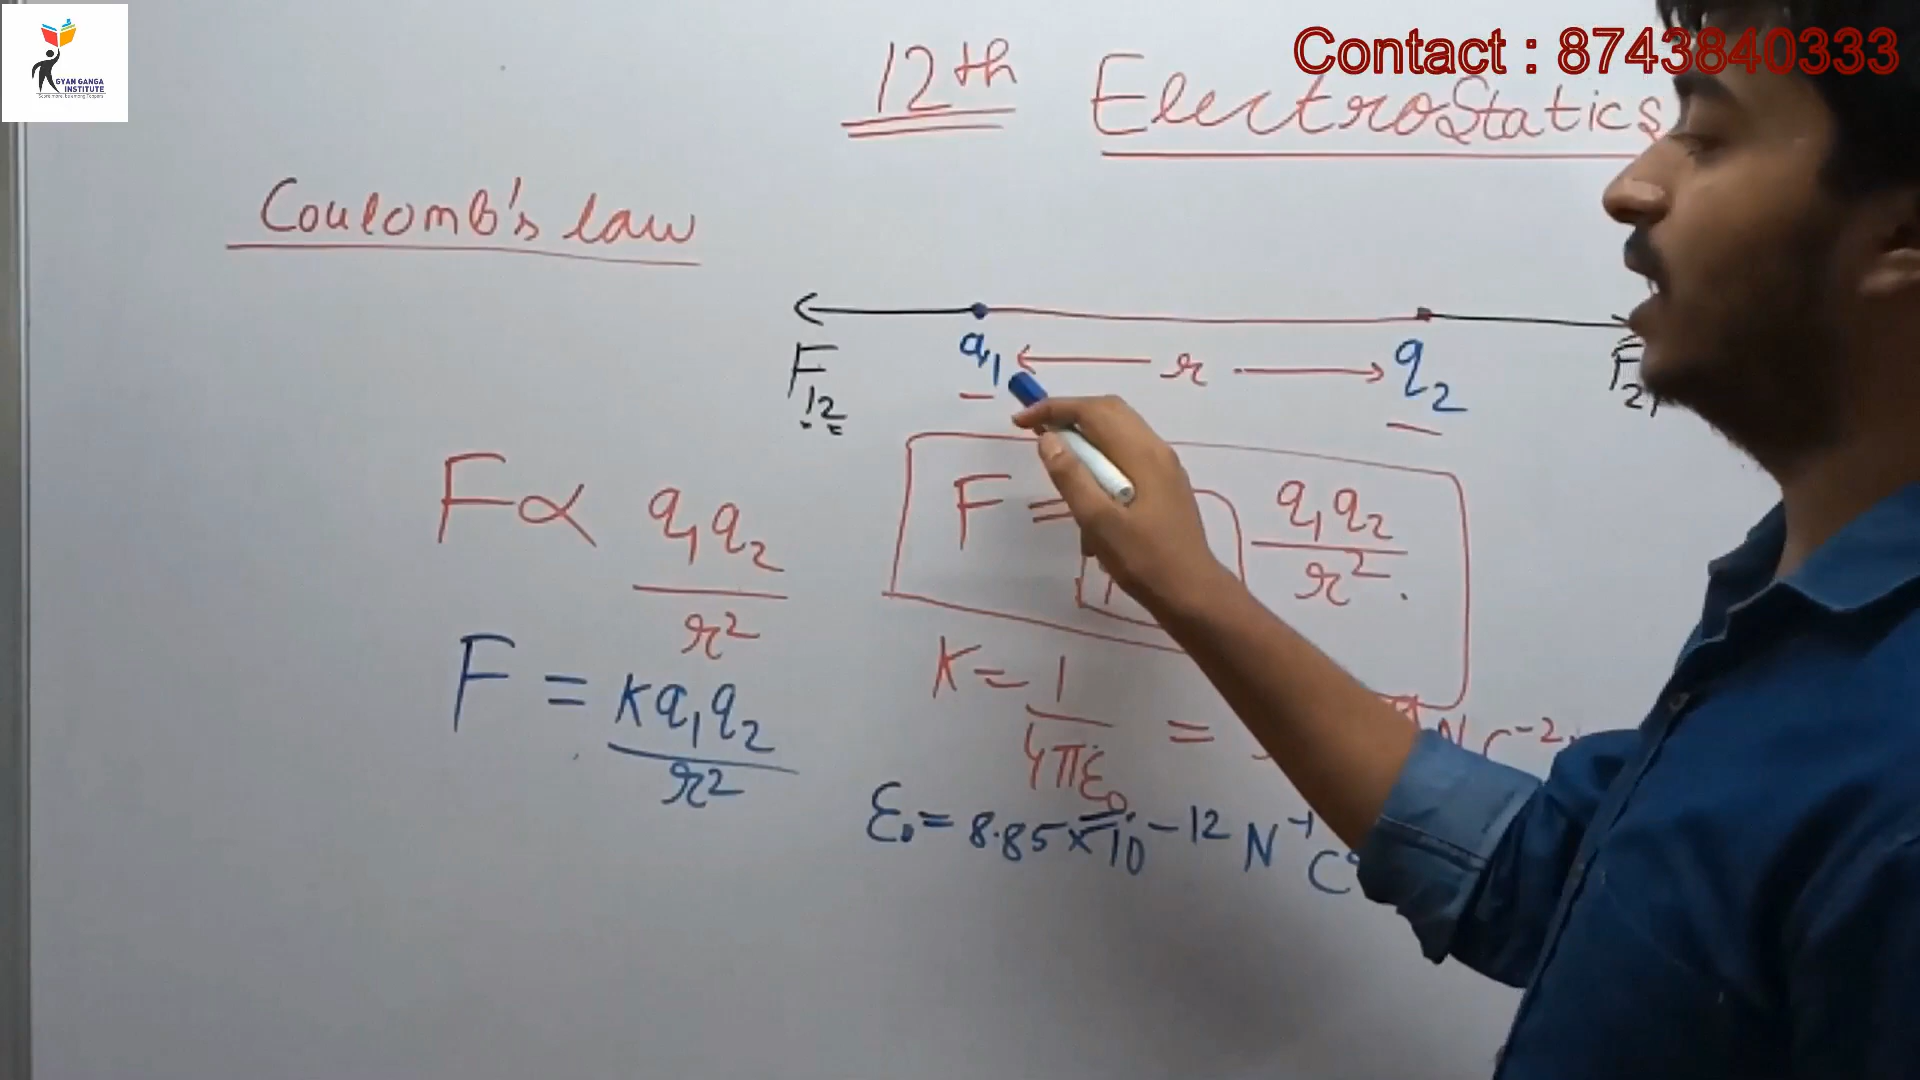 GYAN GANGA
INSTITUTE
Contact : 8743840333
12th ElectroStatics
Coulomb's law
F12 q1 r q2 F21
F ∝ q1q2
r2
F = q1q2
r2.
F = Kq1q2
r2
K = 1
4πε0
= N C-2
ε0 = 8.85×10-12 N-1 C